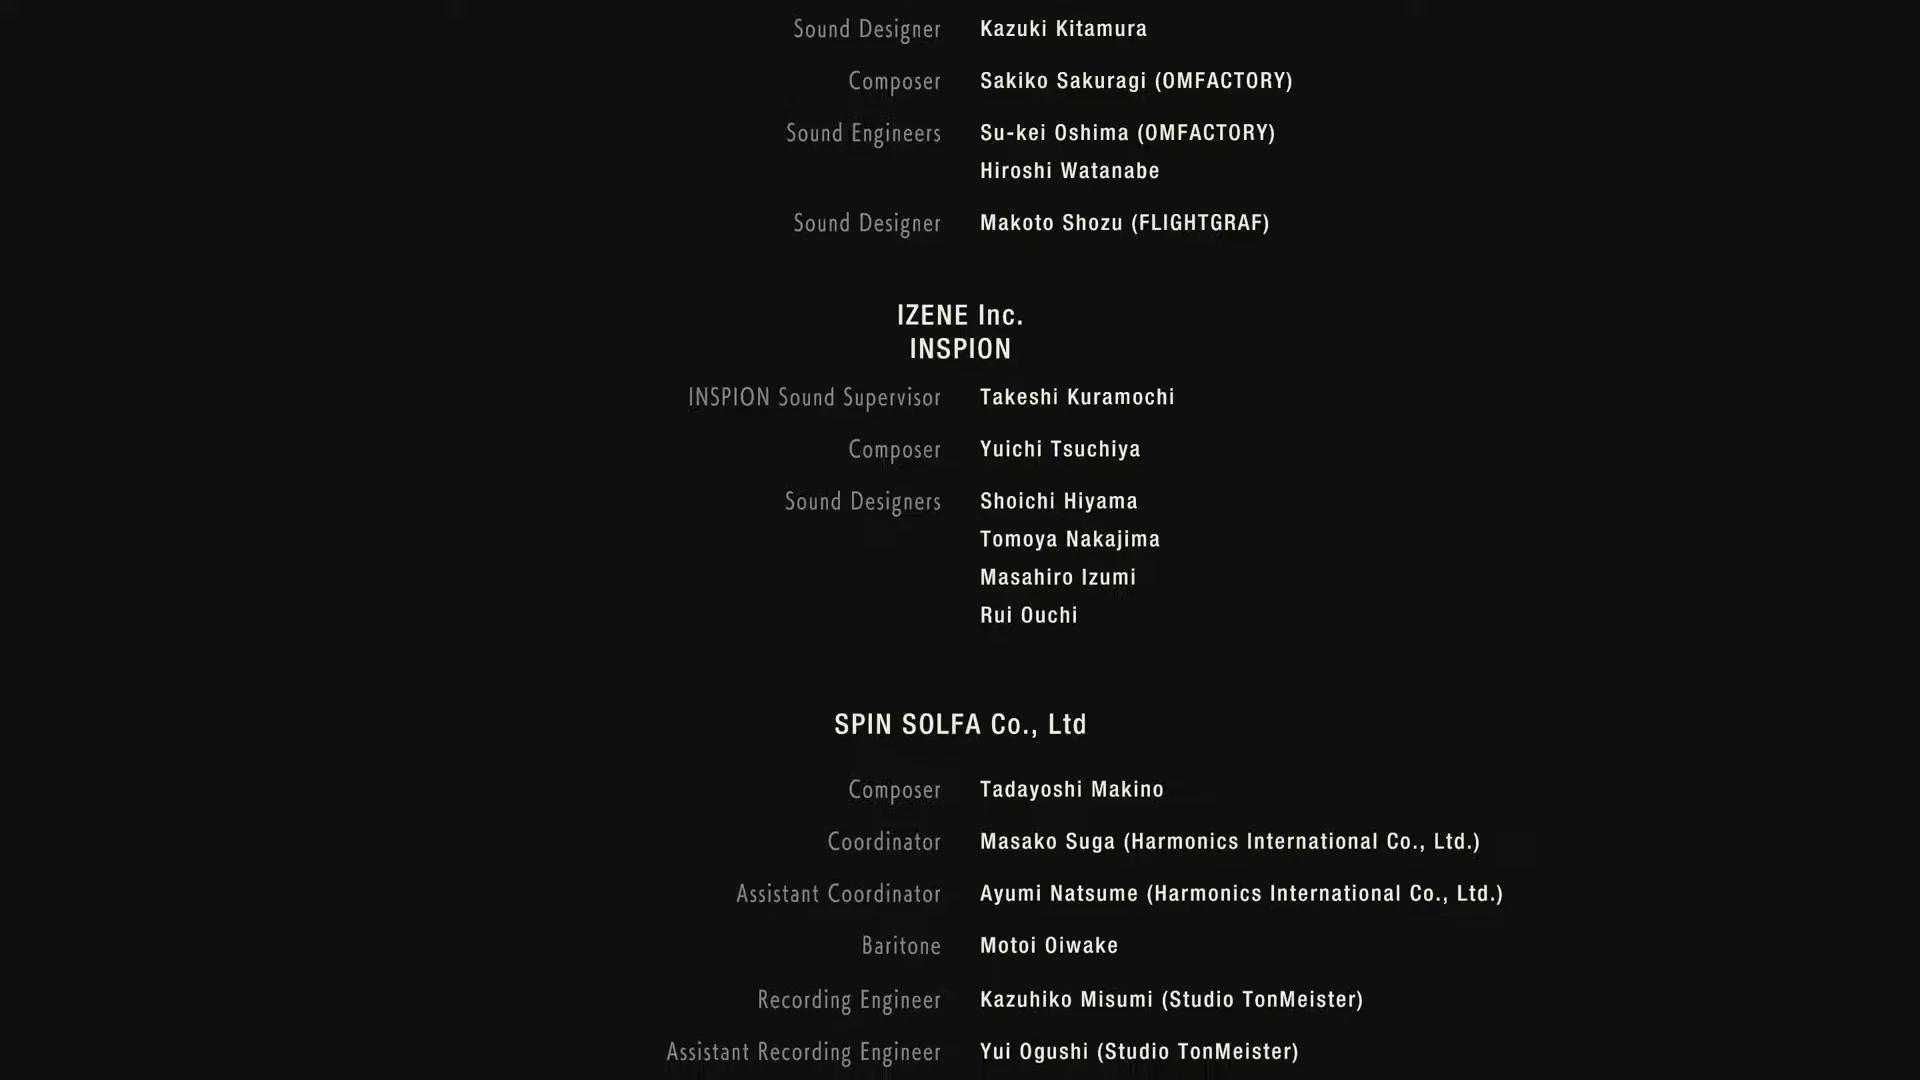 Sound Designer Kazuki Kitamura
Composer Sakiko Sakuragi (OMFACTORY)
Sound Engineers Su-kei Oshima (OMFACTORY)
Hiroshi Watanabe
Sound Designer Makoto Shozu (FLIGHTGRAF)
IZENE Inc.
INSPION
INSPION Sound Supervisor Takeshi Kuramochi
Composer Yuichi Tsuchiya
Sound Designers Shoichi Hiyama
Tomoya Nakajima
Masahiro Izumi
Rui Ouchi
SPIN SOLFA Co., Ltd
Composer Tadayoshi Makino
Coordinator Masako Suga (Harmonics International Co., Ltd.)
Assistant Coordinator Ayumi Natsume (Harmonics International Co., Ltd.)
Baritone Motoi Oiwake
Recording Engineer Kazuhiko Misumi (Studio TonMeister)
Assistant Recording Engineer Yui Ogushi (Studio TonMeister)